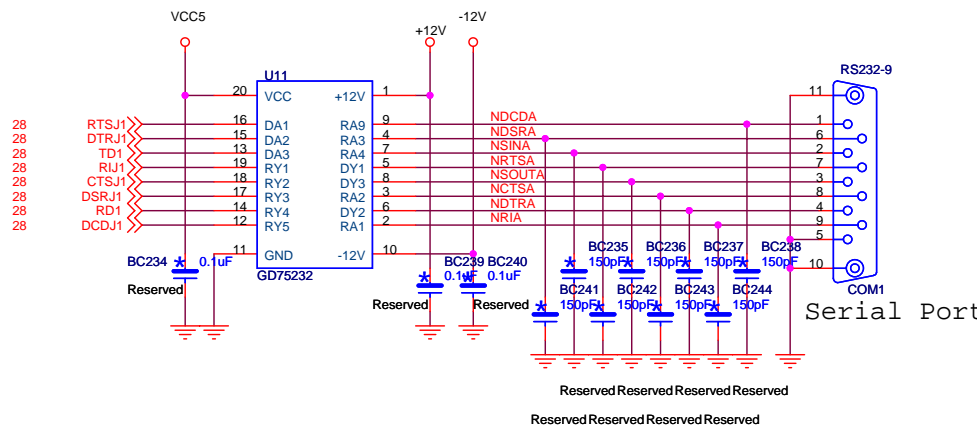 VCC5 +12V -12V
U11 RS232-9
20 VCC +12V 1 11
28 RTSJ1 16 DA1 RA9 9 NDCDA 1
28 DTRJ1 15 DA2 RA3 4 NDSRA 6
28 TD1 13 DA3 RA4 7 NSINA 2
28 RIJ1 19 RY1 DY1 5 NRTSA 7
28 CTSJ1 18 RY2 DY3 8 NSOUTA 3
28 DSRJ1 17 RY3 RA2 3 NCTSA 8
28 RD1 14 RY4 DY2 6 NDTRA 4
28 DCDJ1 12 RY5 RA1 2 NRIA 9
5
11 GND -12V 10 10
GD75232
BC234 0.1uF Reserved
BC239 0.1uF Reserved
BC240 0.1uF Reserved
BC235 BC236 BC237 BC238
150pF 150pF 150pF 150pF
BC241 BC242 BC243 BC244
150pF 150pF 150pF 150pF
COM1
Serial Port
Reserved Reserved Reserved Reserved
Reserved Reserved Reserved Reserved